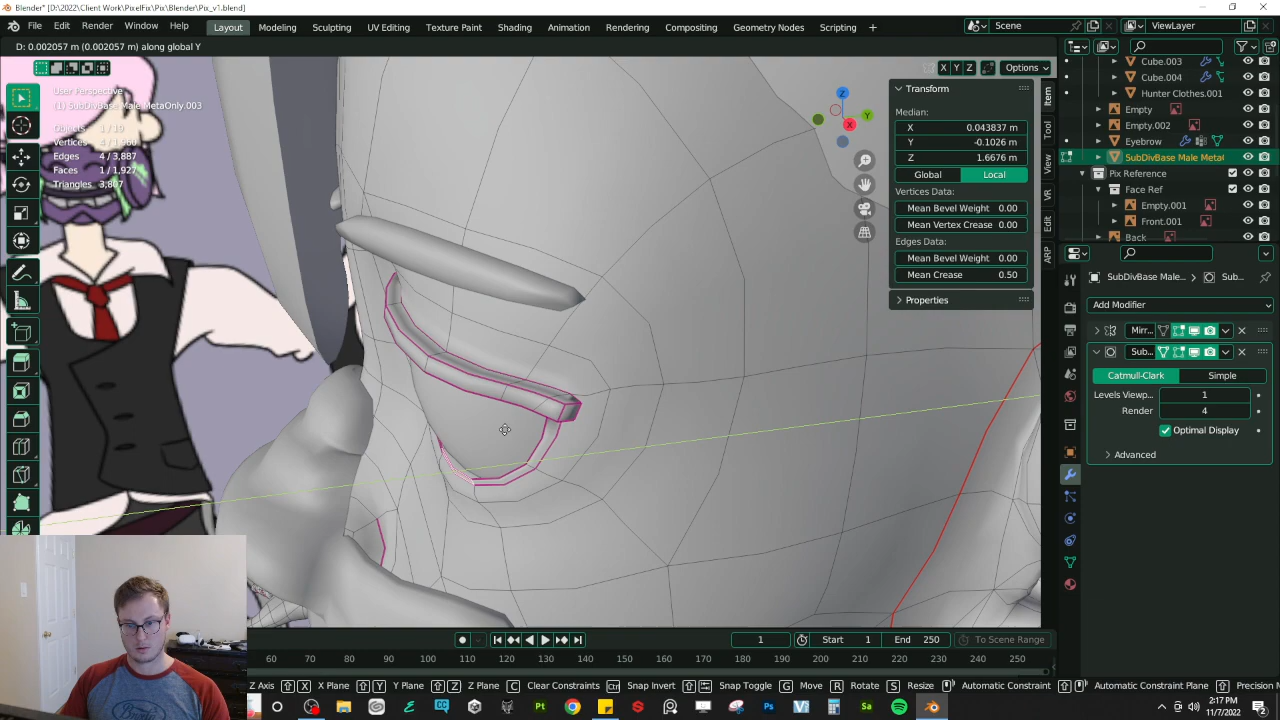 Blender* [D:\2022\Client Work\PixelFix\Pix\Blender\Pix_v1.blend]
File Edit Render Window Help Layout Modeling Sculpting UV Editing Texture Paint Shading Animation Rendering Compositing Geometry Nodes Scripting Scene ViewLayer
D: 0.002057 m (0.002057 m) along global Y
X Y Z Options
User Perspective
(1) SubDivBase Male MetaOnly.003
Objects 1/19
Vertices
Edges 4/3,887
Faces 1/1,927
Triangles 3,807
Transform
Median:
X 0.043837 m
Y -0.1026 m
Z 1.6676 m
Global Local
Vertices Data:
Mean Bevel Weight 0.00
Mean Vertex Crease 0.00
Edges Data:
Mean Bevel Weight 0.00
Mean Crease 0.50
Properties
Item
Tool
View
VR
Edit
ARP
Z
Y
X
Cube.003
Cube.004
Hunter Clothes.001
Empty
Empty.002
Eyebrow
SubDivBase Male Meta
Pix Reference
Face Ref
Empty.001
Front.001
Back
SubDivBase Male... Sub...
Add Modifier
Mirr...
Sub...
Catmull-Clark Simple
Levels Viewp... 1
Render 4
Optimal Display
Advanced
1 Start 1 End 250 To Scene Range
60 70 80 90 100 110 120 130 140 150 160 170 180 190 200 210 220 230 240 250
Z Axis X X Plane Y Y Plane Z Z Plane C Clear Constraints Ctrl Snap Invert Snap Toggle G Move R Rotate S Resize Automatic Constraint Automatic Constraint Plane Precision
2:17 PM
11/7/2022